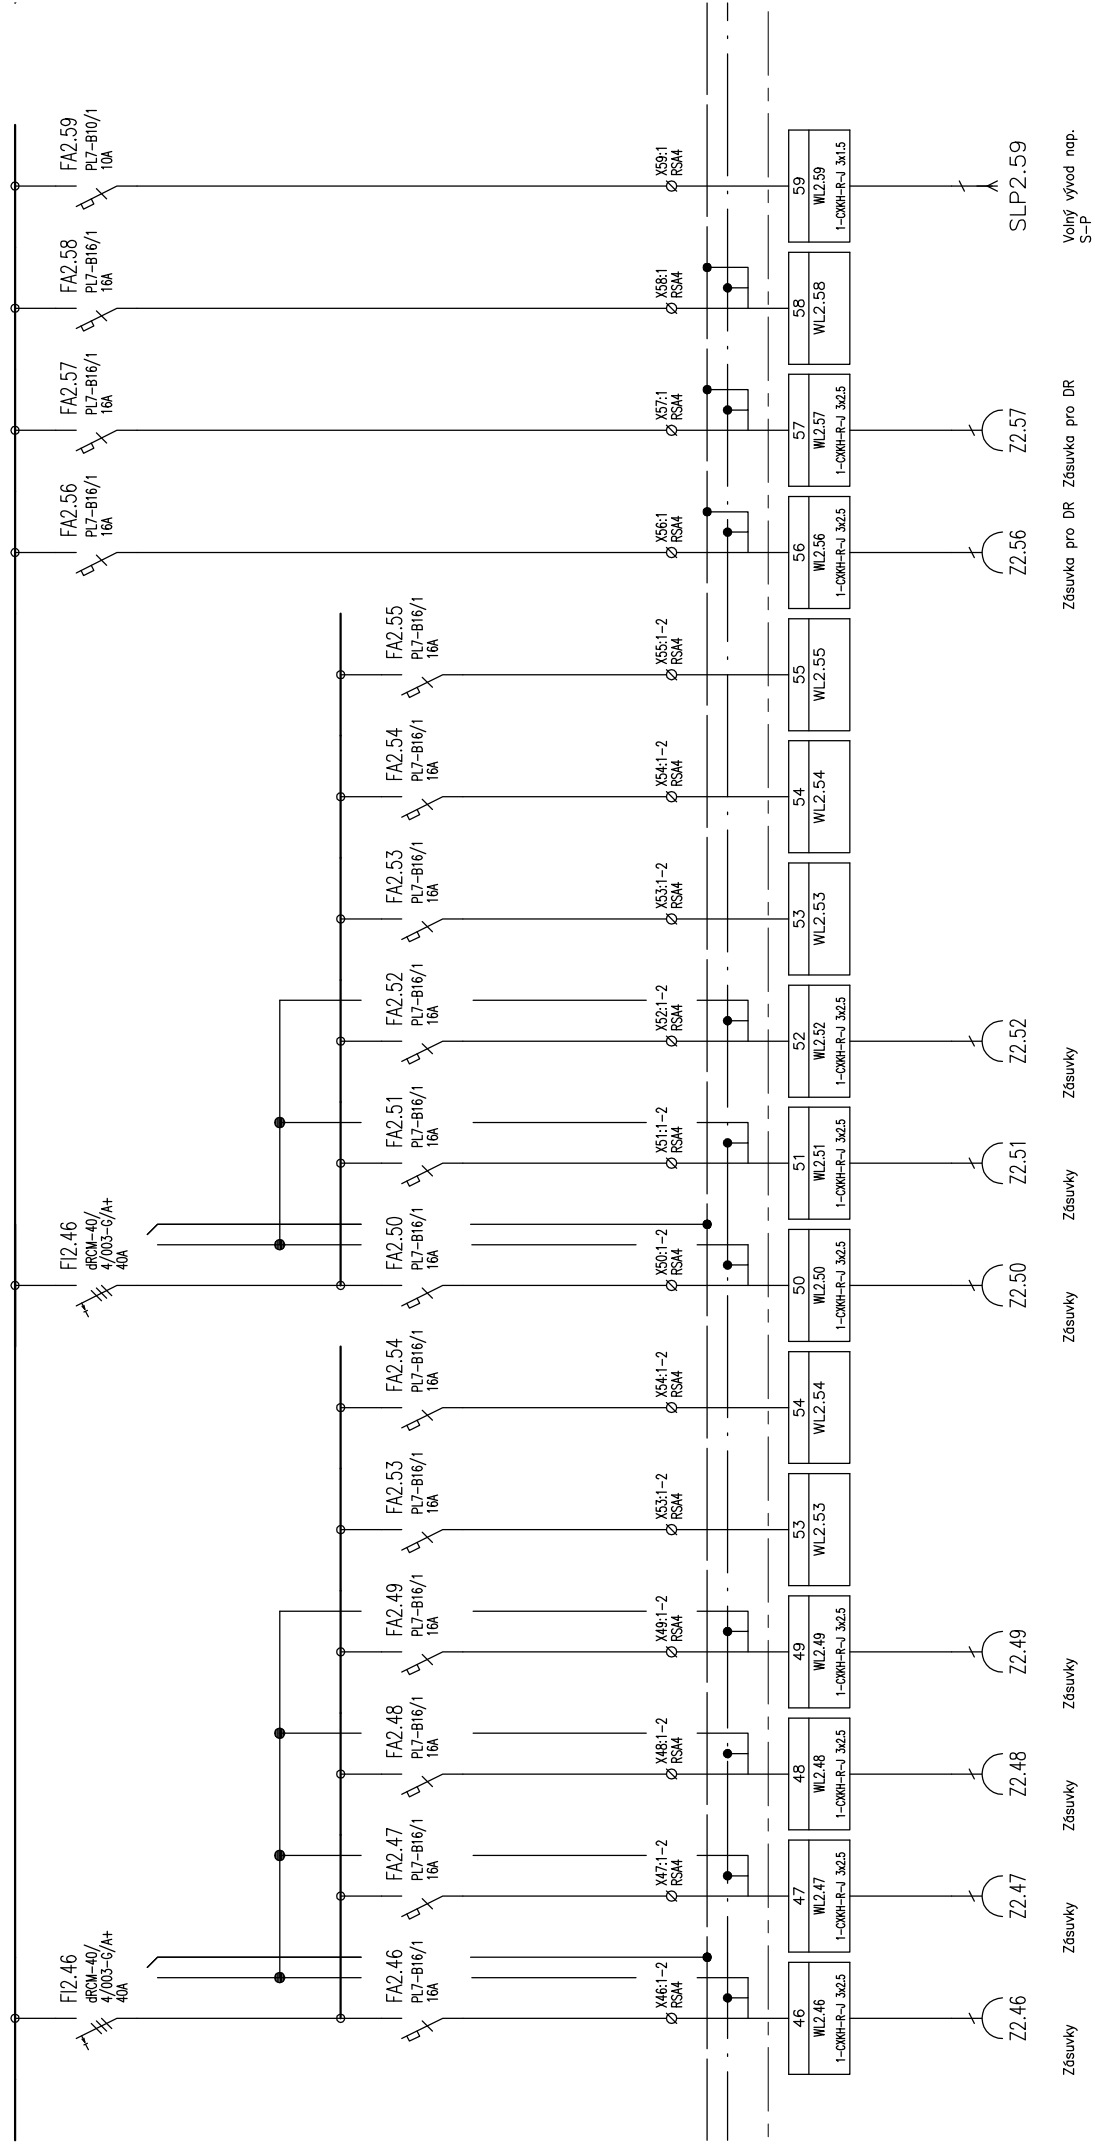 FI2.46
dRCM-40/
4/003-G/A+
40A
FI2.46
dRCM-40/
4/003-G/A+
40A
FA2.56
PL7-B16/1
16A
FA2.57
PL7-B16/1
16A
FA2.58
PL7-B16/1
16A
FA2.59
PL7-B10/1
10A
FA2.46
PL7-B16/1
16A
FA2.47
PL7-B16/1
16A
FA2.48
PL7-B16/1
16A
FA2.49
PL7-B16/1
16A
FA2.53
PL7-B16/1
16A
FA2.54
PL7-B16/1
16A
FA2.50
PL7-B16/1
16A
FA2.51
PL7-B16/1
16A
FA2.52
PL7-B16/1
16A
FA2.53
PL7-B16/1
16A
FA2.54
PL7-B16/1
16A
FA2.55
PL7-B16/1
16A
X46:1-2
RSA4
X47:1-2
RSA4
X48:1-2
RSA4
X49:1-2
RSA4
X53:1-2
RSA4
X54:1-2
RSA4
X50:1-2
RSA4
X51:1-2
RSA4
X52:1-2
RSA4
X53:1-2
RSA4
X54:1-2
RSA4
X55:1-2
RSA4
X56:1
RSA4
X57:1
RSA4
X58:1
RSA4
X59:1
RSA4
46
WL2.46
1-CXKH-R-J 3x2.5
47
WL2.47
1-CXKH-R-J 3x2.5
48
WL2.48
1-CXKH-R-J 3x2.5
49
WL2.49
1-CXKH-R-J 3x2.5
53
WL2.53
54
WL2.54
50
WL2.50
1-CXKH-R-J 3x2.5
51
WL2.51
1-CXKH-R-J 3x2.5
52
WL2.52
1-CXKH-R-J 3x2.5
53
WL2.53
54
WL2.54
55
WL2.55
56
WL2.56
1-CXKH-R-J 3x2.5
57
WL2.57
1-CXKH-R-J 3x2.5
58
WL2.58
59
WL2.59
1-CXKH-R-J 3x1.5
Z2.46
Z2.47
Z2.48
Z2.49
Z2.50
Z2.51
Z2.52
Z2.56
Z2.57
SLP2.59
Zásuvky
Zásuvky
Zásuvky
Zásuvky
Zásuvky
Zásuvky
Zásuvky
Zásuvka pro DR
Zásuvka pro DR
Volný vývod nap.
S-P